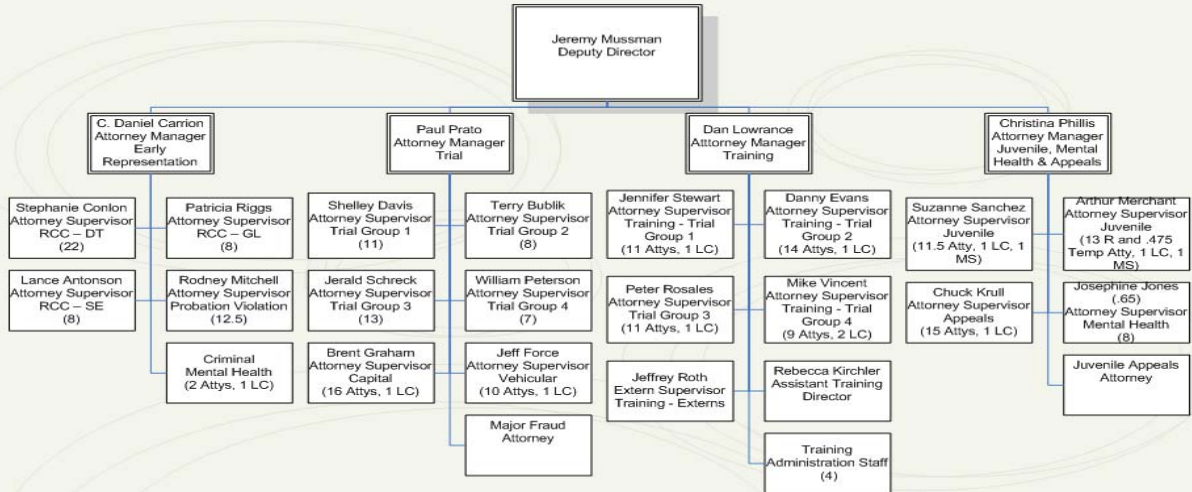 Jeremy Mussman
Deputy Director
C. Daniel Carrion
Attorney Manager
Early
Representation
Paul Prato
Attorney Manager
Trial
Dan Lowrance
Atttorney Manager
Training
Christina Phillis
Attorney Manager
Juvenile, Mental
Health & Appeals
Stephanie Conlon
Attorney Supervisor
RCC – DT
(22)
Patricia Riggs
Attorney Supervisor
RCC – GL
(8)
Lance Antonson
Attorney Supervisor
RCC – SE
(8)
Rodney Mitchell
Attorney Supervisor
Probation Violation
(12.5)
Criminal
Mental Health
(2 Attys, 1 LC)
Shelley Davis
Attorney Supervisor
Trial Group 1
(11)
Terry Bublik
Attorney Supervisor
Trial Group 2
(8)
Jerald Schreck
Attorney Supervisor
Trial Group 3
(13)
William Peterson
Attorney Supervisor
Trial Group 4
(7)
Brent Graham
Attorney Supervisor
Capital
(16 Attys, 1 LC)
Jeff Force
Attorney Supervisor
Vehicular
(10 Attys, 1 LC)
Major Fraud
Attorney
Jennifer Stewart
Attorney Supervisor
Training - Trial
Group 1
(11 Attys, 1 LC)
Danny Evans
Attorney Supervisor
Training - Trial
Group 2
(14 Attys, 1 LC)
Peter Rosales
Attorney Supervisor
Trial Group 3
(11 Attys, 1 LC)
Mike Vincent
Attorney Supervisor
Training - Trial
Group 4
(9 Attys, 2 LC)
Jeffrey Roth
Extern Supervisor
Training - Externs
Rebecca Kirchler
Assistant Training
Director
Training
Administration Staff
(4)
Suzanne Sanchez
Attorney Supervisor
Juvenile
(11.5 Atty, 1 LC, 1
MS)
Arthur Merchant
Attorney Supervisor
Juvenile
(13 R and .475
Temp Atty, 1 LC, 1
MS)
Chuck Krull
Attorney Supervisor
Appeals
(15 Attys, 1 LC)
Josephine Jones
(.65)
Attorney Supervisor
Mental Health
(8)
Juvenile Appeals
Attorney